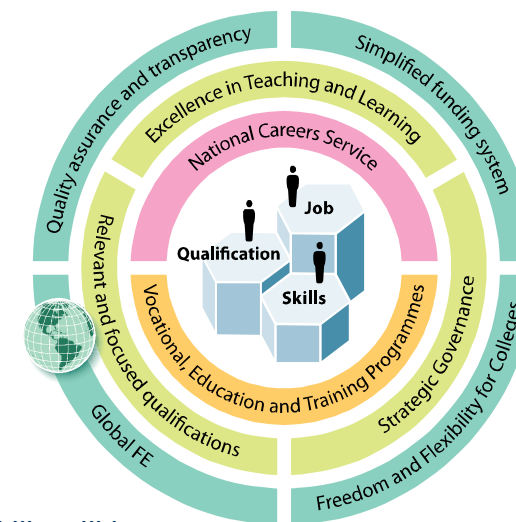 Quality assurance and transparency
Simplified funding system
Excellence in Teaching and Learning
National Careers Service
Job
Qualification
Skills
Relevant and focused qualifications
Vocational, Education and Training Programmes
Strategic Governance
Global FE
Freedom and Flexibility for Colleges